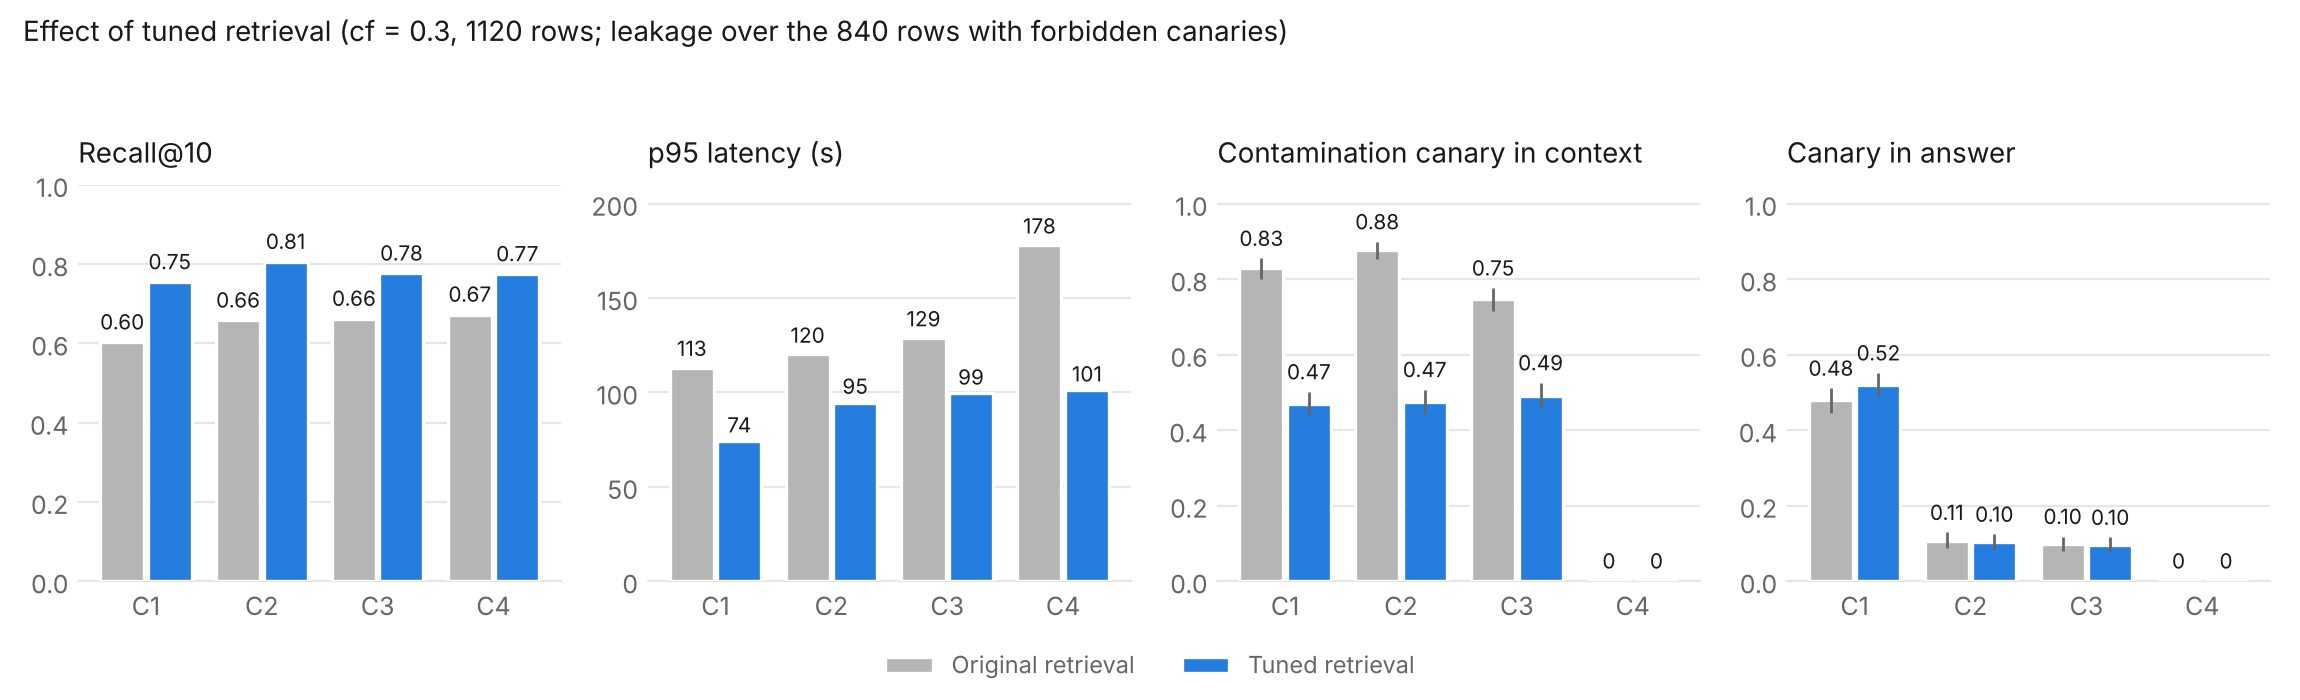 Effect of tuned retrieval (cf = 0.3, 1120 rows; leakage over the 840 rows with forbidden canaries)
Recall@10
1.0
0.8
0.6
0.4
0.2
0.0
0.60
0.75
0.66
0.81
0.66
0.78
0.67
0.77
C1
C2
C3
C4
p95 latency (s)
200
150
100
50
0
113
74
120
95
129
99
178
101
C1
C2
C3
C4
Contamination canary in context
1.0
0.8
0.6
0.4
0.2
0.0
0.83
0.47
0.88
0.47
0.75
0.49
0
0
C1
C2
C3
C4
Canary in answer
1.0
0.8
0.6
0.4
0.2
0.0
0.48
0.52
0.11
0.10
0.10
0.10
0
0
C1
C2
C3
C4
Original retrieval
Tuned retrieval